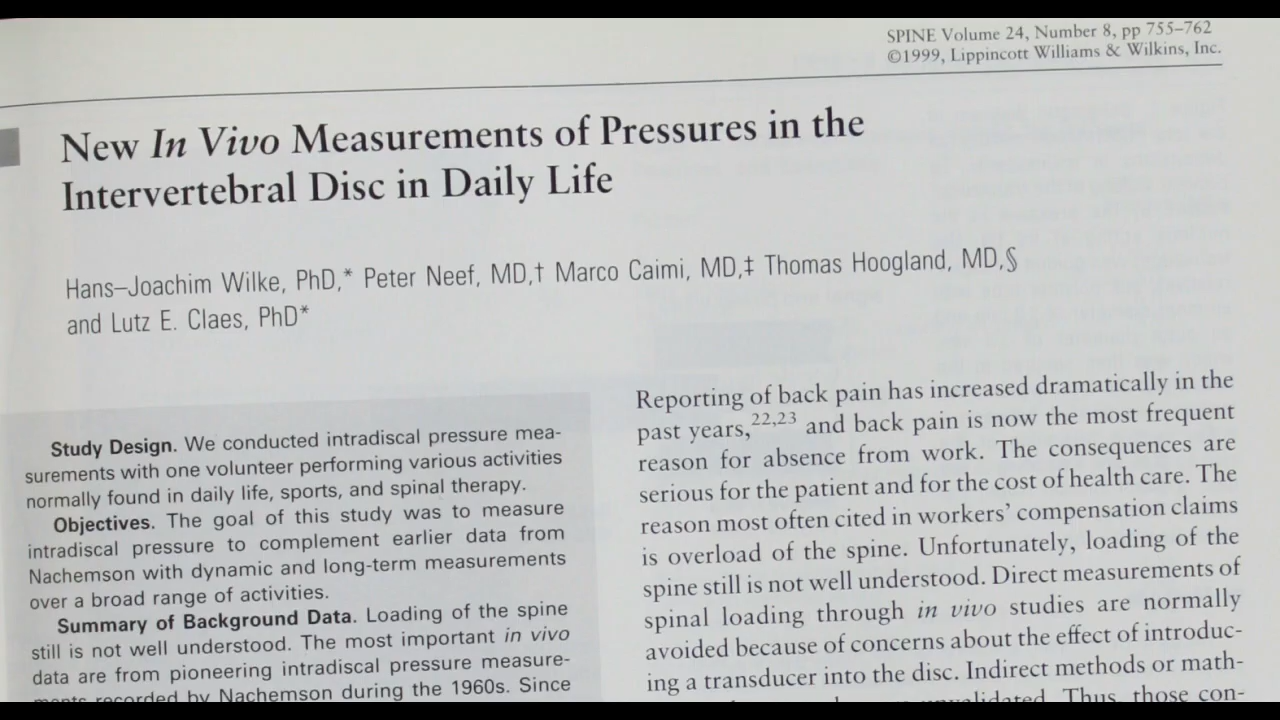 SPINE Volume 24, Number 8, pp 755–762
©1999, Lippincott Williams & Wilkins, Inc.
New In Vivo Measurements of Pressures in the
Intervertebral Disc in Daily Life
Hans–Joachim Wilke, PhD,* Peter Neef, MD,† Marco Caimi, MD,‡ Thomas Hoogland, MD,§
and Lutz E. Claes, PhD*
Study Design. We conducted intradiscal pressure mea-
surements with one volunteer performing various activities
normally found in daily life, sports, and spinal therapy.
Objectives. The goal of this study was to measure
intradiscal pressure to complement earlier data from
Nachemson with dynamic and long-term measurements
over a broad range of activities.
Summary of Background Data. Loading of the spine
still is not well understood. The most important in vivo
data are from pioneering intradiscal pressure measure-
ments recorded by Nachemson during the 1960s. Since
Reporting of back pain has increased dramatically in the
past years,22,23 and back pain is now the most frequent
reason for absence from work. The consequences are
serious for the patient and for the cost of health care. The
reason most often cited in workers’ compensation claims
is overload of the spine. Unfortunately, loading of the
spine still is not well understood. Direct measurements of
spinal loading through in vivo studies are normally
avoided because of concerns about the effect of introduc-
ing a transducer into the disc. Indirect methods or math-
Thus, those con-